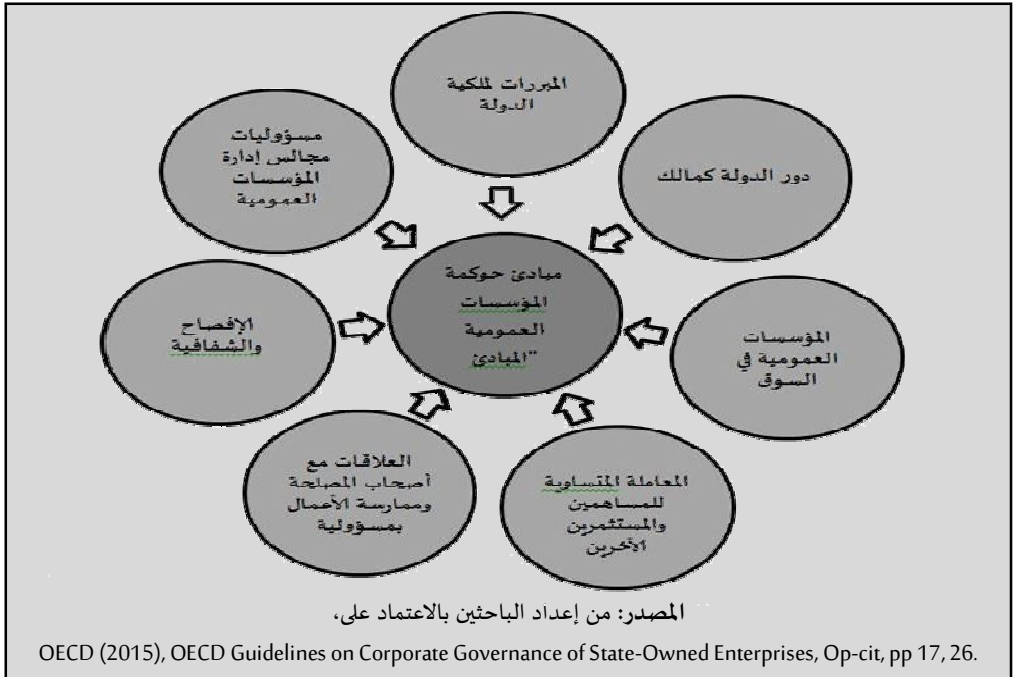 المبررات لملكية
الدولة
دور الدولة كمالك
المؤسسات
العمومية في
السوق
المعاملة المتساوية
للمساهمين
والمستثمرين
الآخرين
العلاقات مع
أصحاب المصلحة
وممارسة الأعمال
بمسؤولية
الإفصاح
والشفافية
مسؤوليات
مجالس إدارة
المؤسسات
العمومية
مبادئ حوكمة
المؤسسات
العمومية
"المبادئ
المصدر: من إعداد الباحثين بالاعتماد على،
OECD (2015), OECD Guidelines on Corporate Governance of State-Owned Enterprises, Op-cit, pp 17, 26.